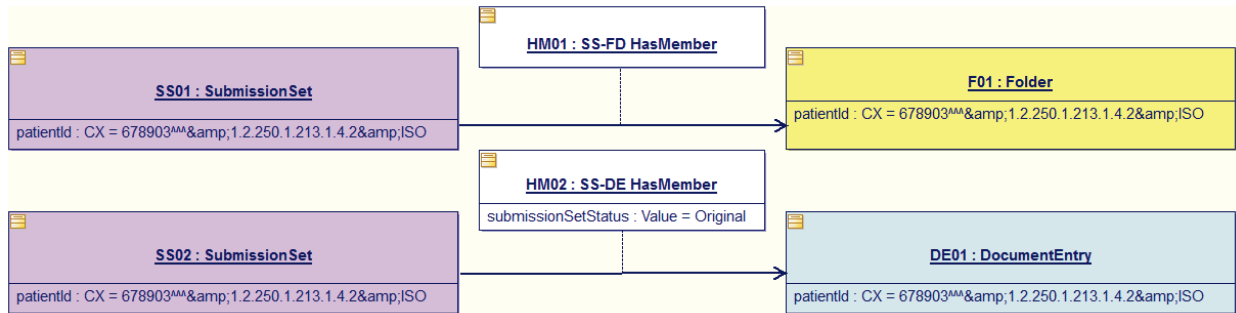 HM01 : SS-FD HasMember
SS01 : SubmissionSet
patientId : CX = 678903^^^&amp;1.2.250.1.213.1.4.2&amp;ISO
F01 : Folder
patientId : CX = 678903^^^&amp;1.2.250.1.213.1.4.2&amp;ISO
HM02 : SS-DE HasMember
submissionSetStatus : Value = Original
SS02 : SubmissionSet
patientId : CX = 678903^^^&amp;1.2.250.1.213.1.4.2&amp;ISO
DE01 : DocumentEntry
patientId : CX = 678903^^^&amp;1.2.250.1.213.1.4.2&amp;ISO